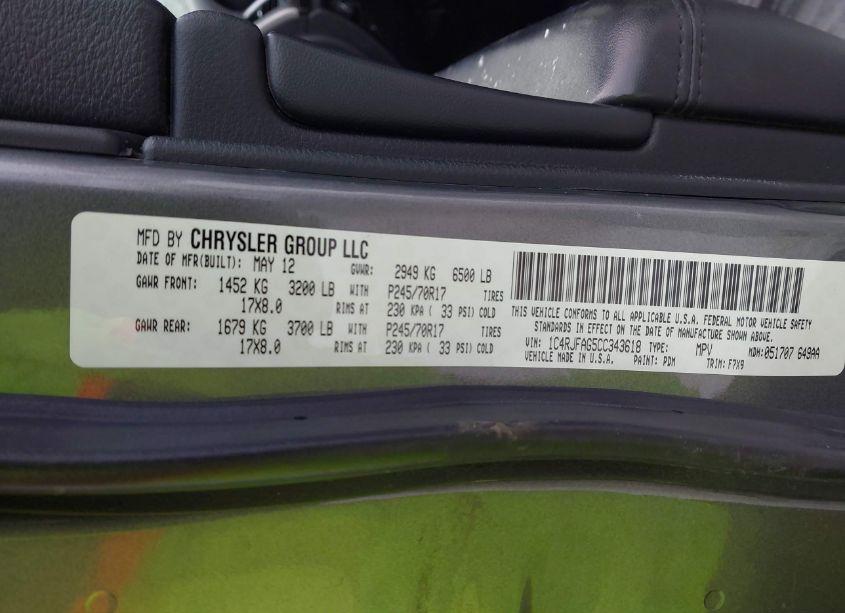 MFD BY CHRYSLER GROUP LLC
DATE OF MFR(BUILT): MAY 12 GVWR: 2949 KG 6500 LB
GAWR FRONT: 1452 KG 3200 LB WITH P245/70R17 TIRES
17X8.0 RIMS AT 230 KPA ( 33 PSI) COLD
GAWR REAR: 1679 KG 3700 LB WITH P245/70R17 TIRES
17X8.0 RIMS AT 230 KPA ( 33 PSI) COLD
THIS VEHICLE CONFORMS TO ALL APPLICABLE U.S.A. FEDERAL MOTOR VEHICLE SAFETY
STANDARDS IN EFFECT ON THE DATE OF MANUFACTURE SHOWN ABOVE.
VIN: 1C4RJFAG5CC343618 TYPE: MPV MDH: 051707 649AA
VEHICLE MADE IN U.S.A. PAINT: PDM TRIM: F7X9